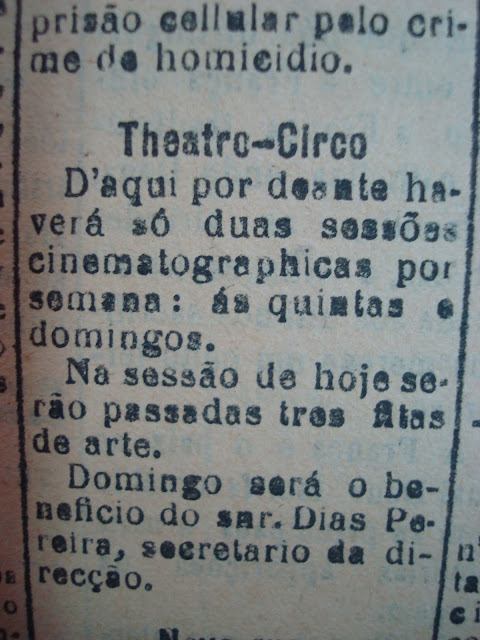 prisão cellular pelo cri-
me de homicidio.
Theatro-Circo
D'aqui por deante ha-
verá só duas sessões
cinematographicas por
semana: ás quintas e
domingos.
Na sessão de hoje se-
rão passadas tres fitas
de arte.
Domingo será o be-
neficio do snr. Dias Pe-
reira, secretario da di-
recção.